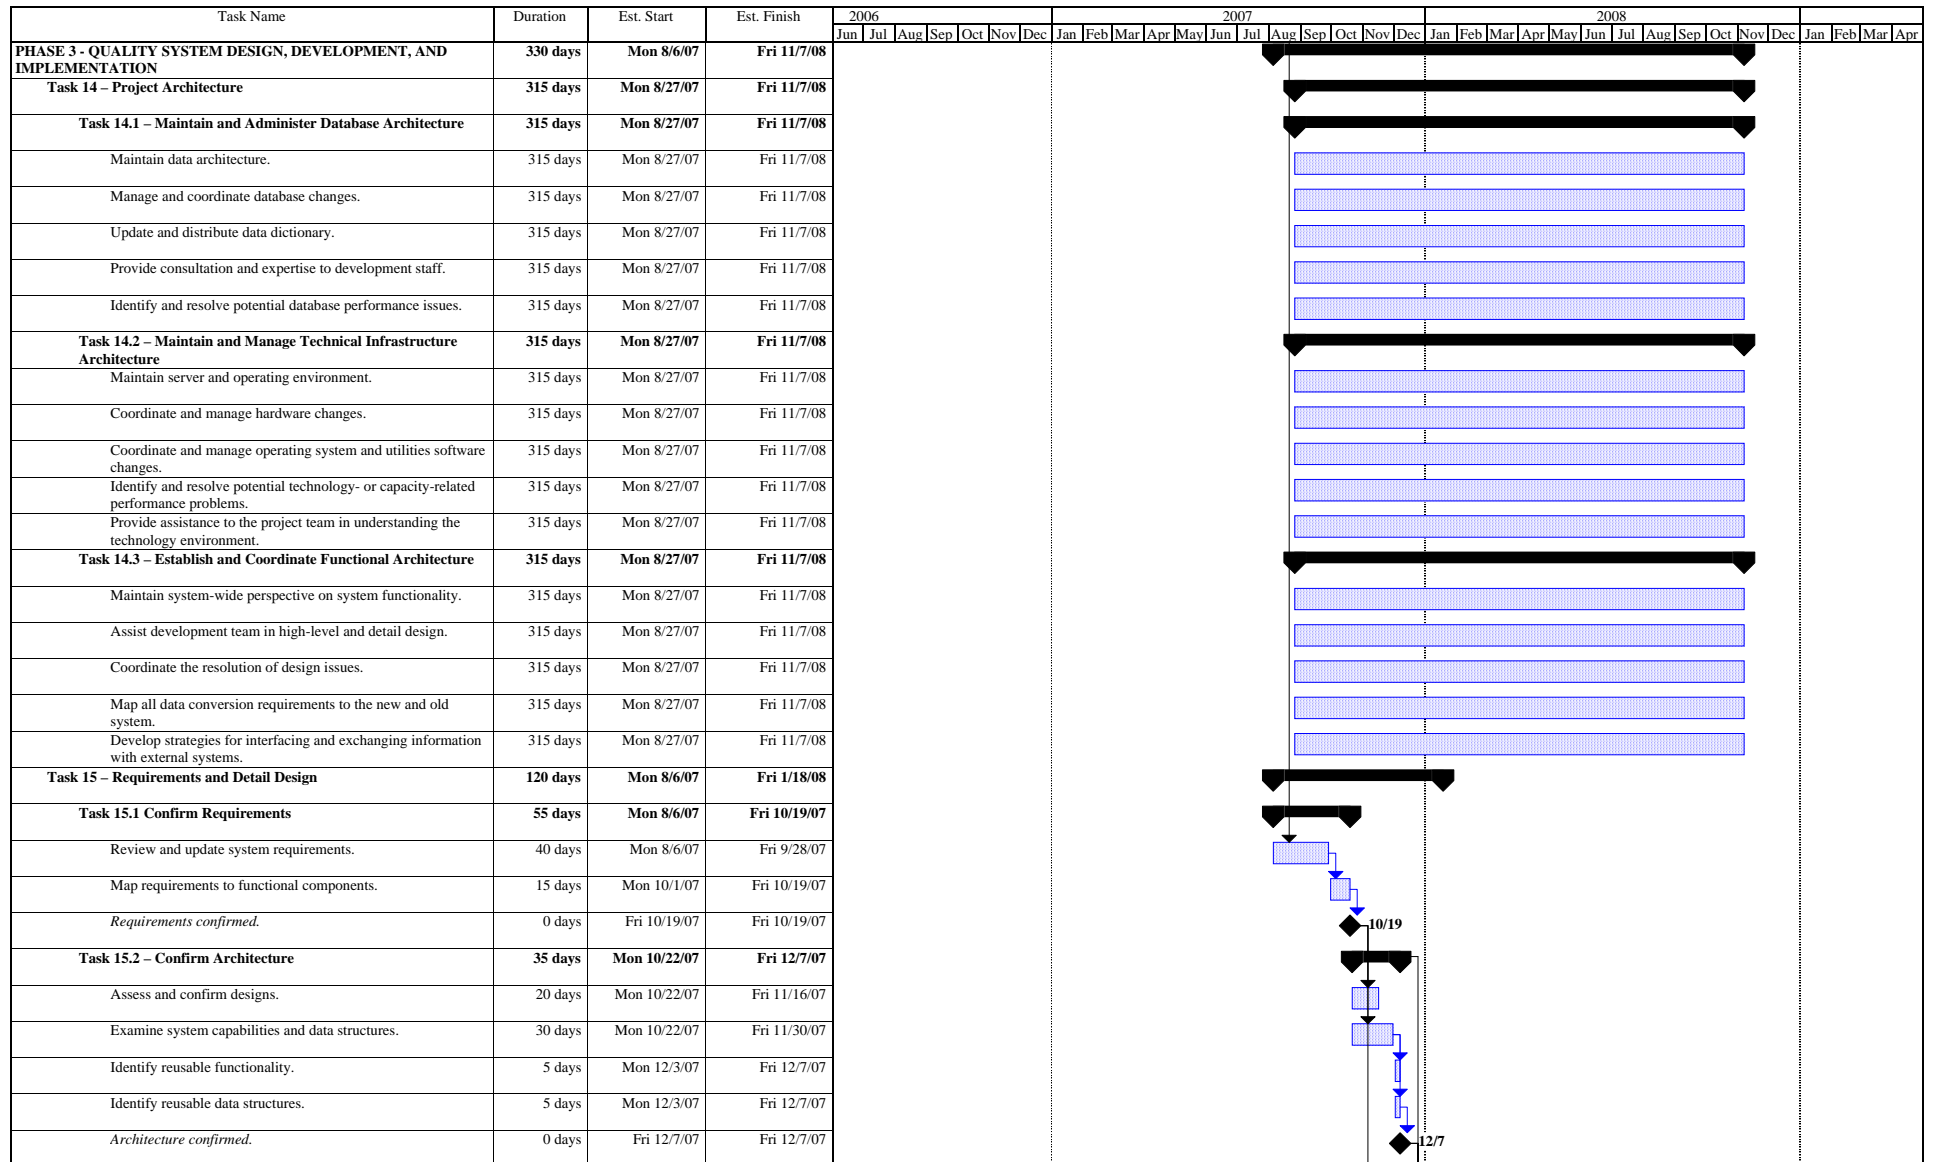 Task Name Duration Est. Start Est. Finish 2006 2007 2008
Jun Jul Aug Sep Oct Nov Dec Jan Feb Mar Apr May Jun Jul Aug Sep Oct Nov Dec Jan Feb Mar Apr May Jun Jul Aug Sep Oct Nov Dec Jan Feb Mar Apr
PHASE 3 - QUALITY SYSTEM DESIGN, DEVELOPMENT, AND 330 days Mon 8/6/07 Fri 11/7/08
IMPLEMENTATION
Task 14 – Project Architecture 315 days Mon 8/27/07 Fri 11/7/08
Task 14.1 – Maintain and Administer Database Architecture 315 days Mon 8/27/07 Fri 11/7/08
Maintain data architecture. 315 days Mon 8/27/07 Fri 11/7/08
Manage and coordinate database changes. 315 days Mon 8/27/07 Fri 11/7/08
Update and distribute data dictionary. 315 days Mon 8/27/07 Fri 11/7/08
Provide consultation and expertise to development staff. 315 days Mon 8/27/07 Fri 11/7/08
Identify and resolve potential database performance issues. 315 days Mon 8/27/07 Fri 11/7/08
Task 14.2 – Maintain and Manage Technical Infrastructure 315 days Mon 8/27/07 Fri 11/7/08
Architecture
Maintain server and operating environment. 315 days Mon 8/27/07 Fri 11/7/08
Coordinate and manage hardware changes. 315 days Mon 8/27/07 Fri 11/7/08
Coordinate and manage operating system and utilities software 315 days Mon 8/27/07 Fri 11/7/08
changes.
Identify and resolve potential technology- or capacity-related 315 days Mon 8/27/07 Fri 11/7/08
performance problems.
Provide assistance to the project team in understanding the 315 days Mon 8/27/07 Fri 11/7/08
technology environment.
Task 14.3 – Establish and Coordinate Functional Architecture 315 days Mon 8/27/07 Fri 11/7/08
Maintain system-wide perspective on system functionality. 315 days Mon 8/27/07 Fri 11/7/08
Assist development team in high-level and detail design. 315 days Mon 8/27/07 Fri 11/7/08
Coordinate the resolution of design issues. 315 days Mon 8/27/07 Fri 11/7/08
Map all data conversion requirements to the new and old 315 days Mon 8/27/07 Fri 11/7/08
system.
Develop strategies for interfacing and exchanging information 315 days Mon 8/27/07 Fri 11/7/08
with external systems.
Task 15 – Requirements and Detail Design 120 days Mon 8/6/07 Fri 1/18/08
Task 15.1 Confirm Requirements 55 days Mon 8/6/07 Fri 10/19/07
Review and update system requirements. 40 days Mon 8/6/07 Fri 9/28/07
Map requirements to functional components. 15 days Mon 10/1/07 Fri 10/19/07
Requirements confirmed. 0 days Fri 10/19/07 Fri 10/19/07 10/19
Task 15.2 – Confirm Architecture 35 days Mon 10/22/07 Fri 12/7/07
Assess and confirm designs. 20 days Mon 10/22/07 Fri 11/16/07
Examine system capabilities and data structures. 30 days Mon 10/22/07 Fri 11/30/07
Identify reusable functionality. 5 days Mon 12/3/07 Fri 12/7/07
Identify reusable data structures. 5 days Mon 12/3/07 Fri 12/7/07
Architecture confirmed. 0 days Fri 12/7/07 Fri 12/7/07 12/7